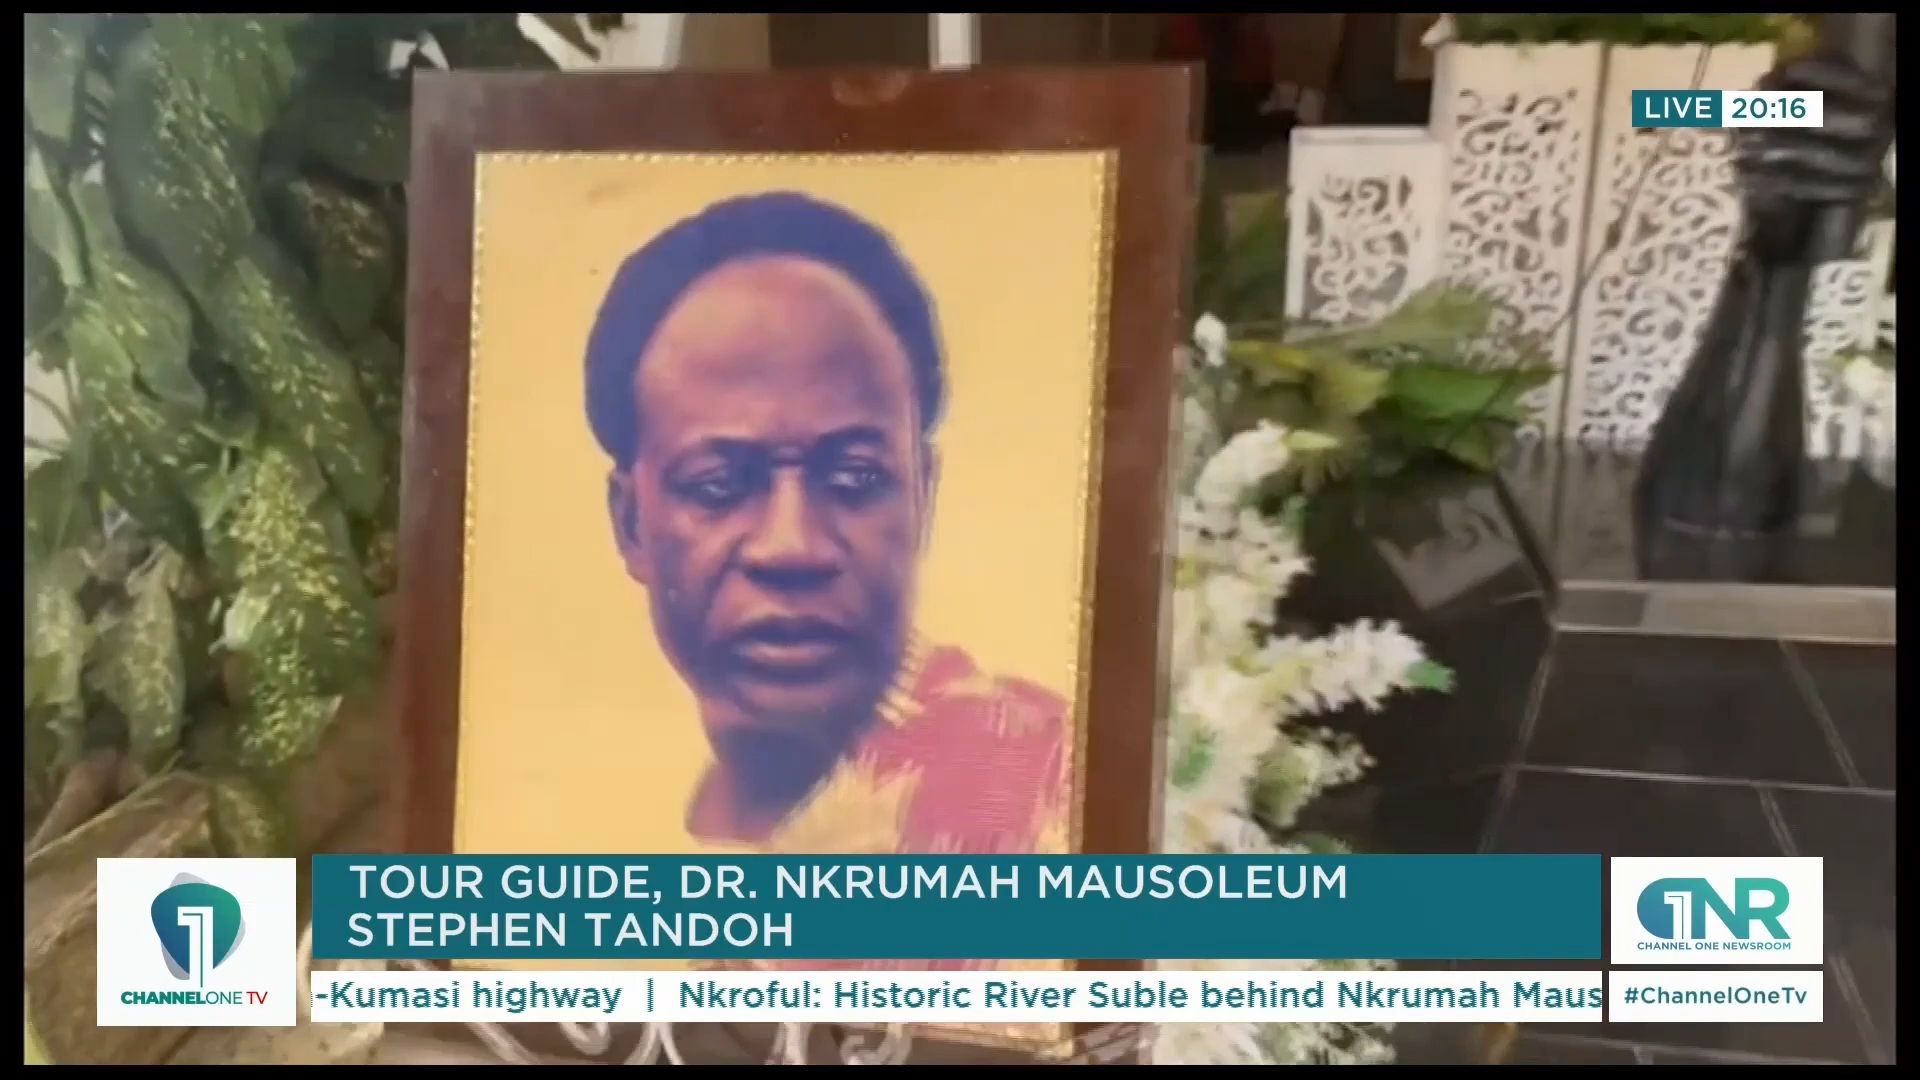 LIVE 20:16
TOUR GUIDE, DR. NKRUMAH MAUSOLEUM
STEPHEN TANDOH
1
CHANNELONE TV
1NR
CHANNEL ONE NEWSROOM
-Kumasi highway | Nkroful: Historic River Suble behind Nkrumah Maus
#ChannelOneTv